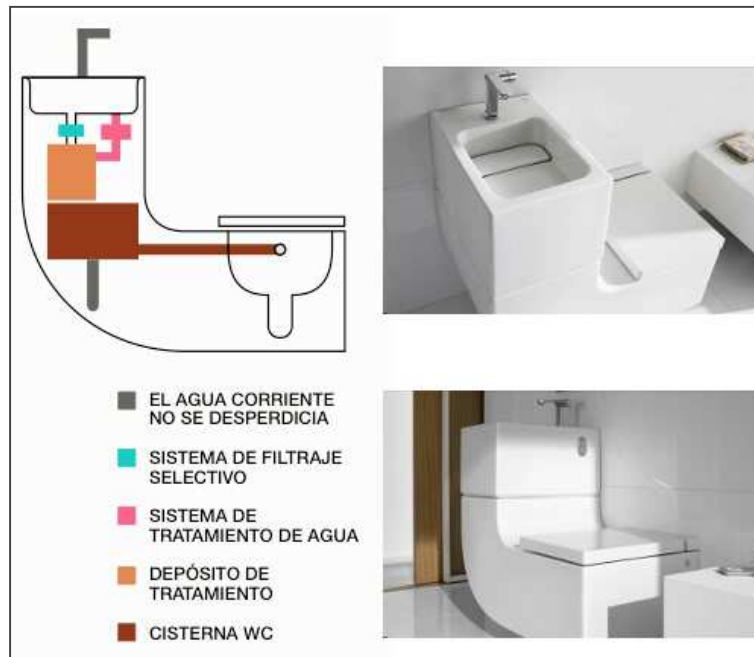 EL AGUA CORRIENTE
NO SE DESPERDICIA
SISTEMA DE FILTRAJE
SELECTIVO
SISTEMA DE
TRATAMIENTO DE AGUA
DEPÓSITO DE
TRATAMIENTO
CISTERNA WC